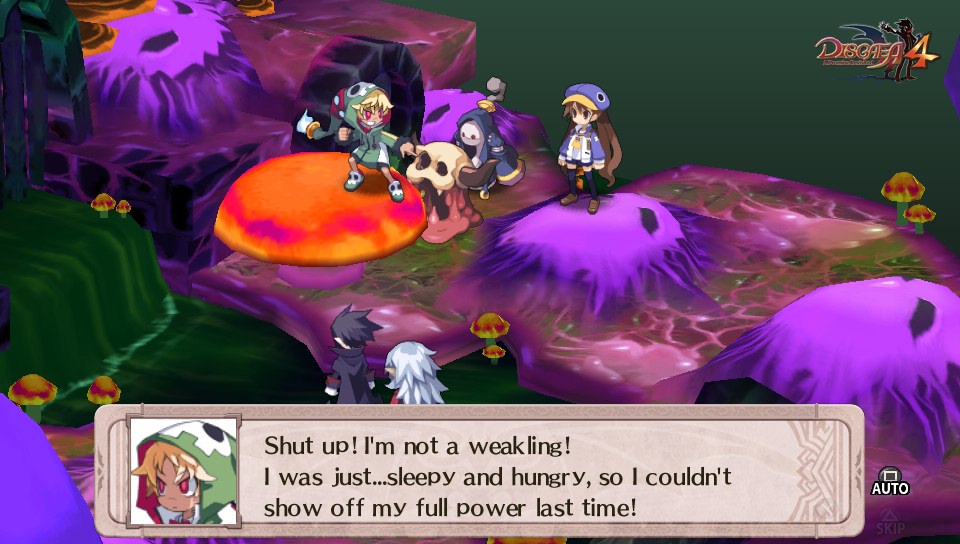 DISGAEA 4
Shut up! I'm not a weakling!
I was just...sleepy and hungry, so I couldn't
show off my full power last time!
AUTO
SKIP